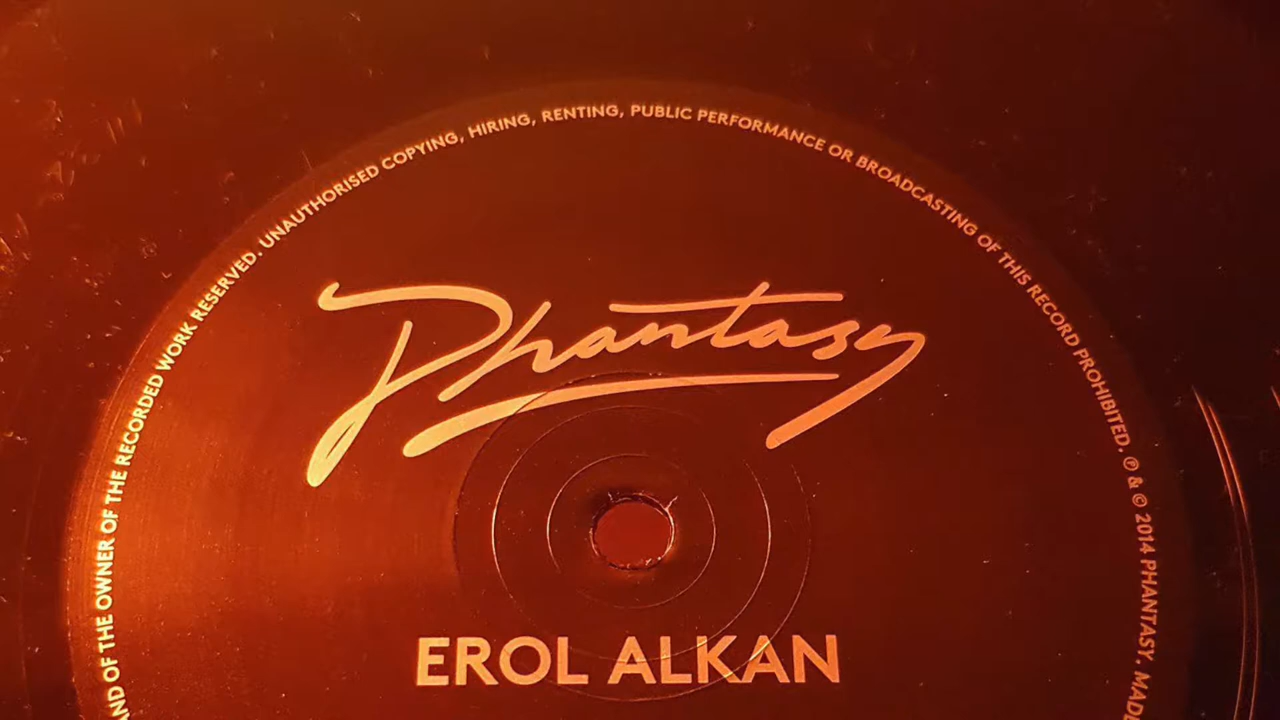 AND OF THE OWNER OF THE RECORDED WORK RESERVED. UNAUTHORISED COPYING, HIRING, RENTING, PUBLIC PERFORMANCE OR BROADCASTING OF THIS RECORD PROHIBITED. ℗ & © 2014 PHANTASY. MADE
Phantasy
EROL ALKAN